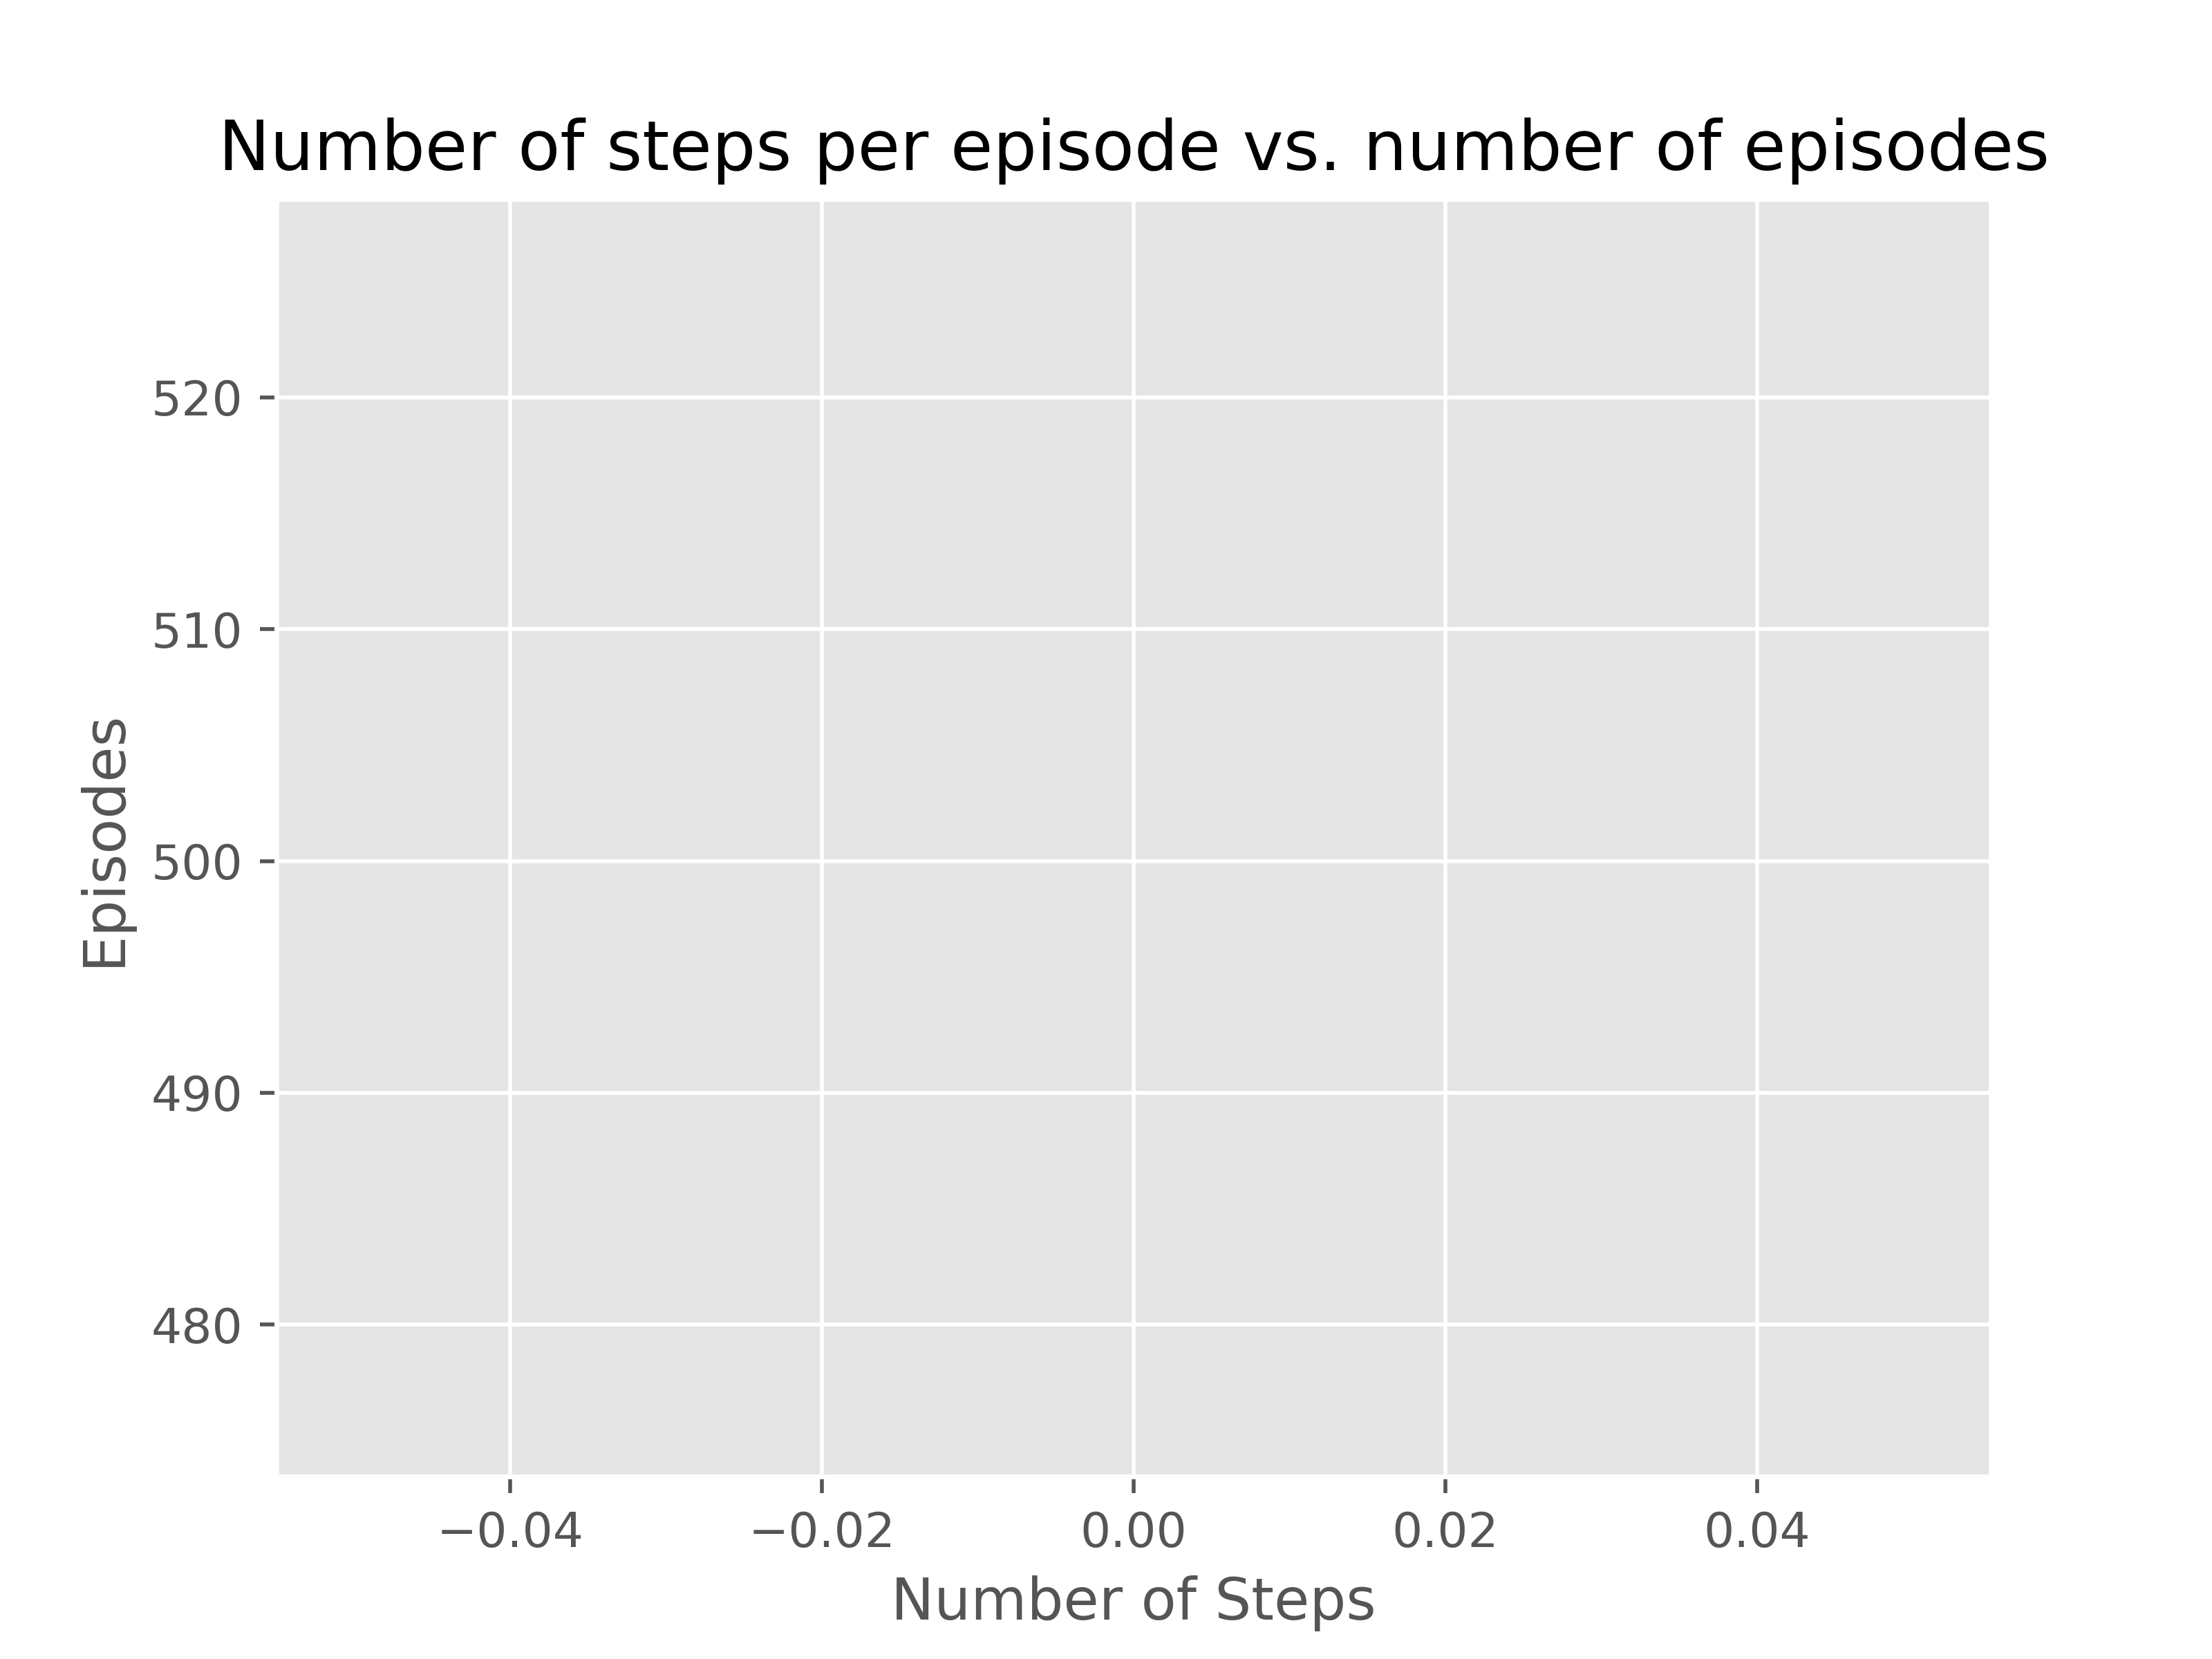 Number of steps per episode vs. number of episodes
520
510
500
490
480
Episodes
−0.04 −0.02 0.00 0.02 0.04
Number of Steps